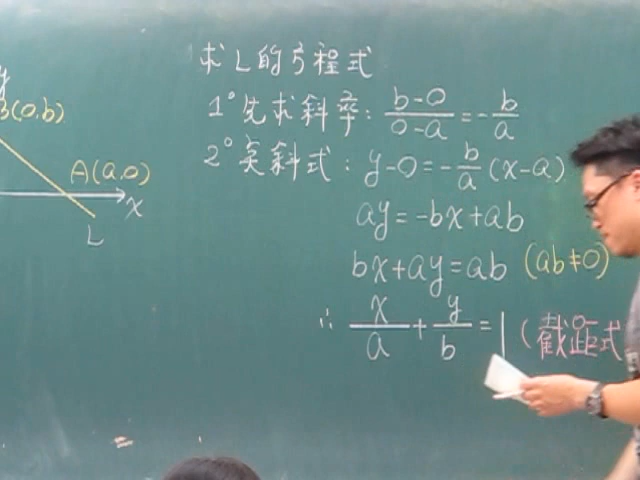 求L的方程式
1°先求斜率: (b-0)/(0-a) = -b/a
2°點斜式: y-0=-b/a(x-a)
ay=-bx+ab
bx+ay=ab (ab≠0)
∴ x/a + y/b = 1 (截距式
y
B(0,b)
A(a,0)
x
L